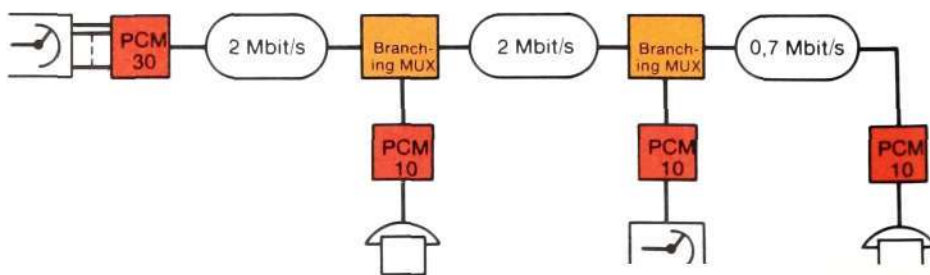 PCM
30
2 Mbit/s
Branch-
ing MUX
2 Mbit/s
Branch-
ing MUX
0,7 Mbit/s
PCM
10
PCM
10
PCM
10